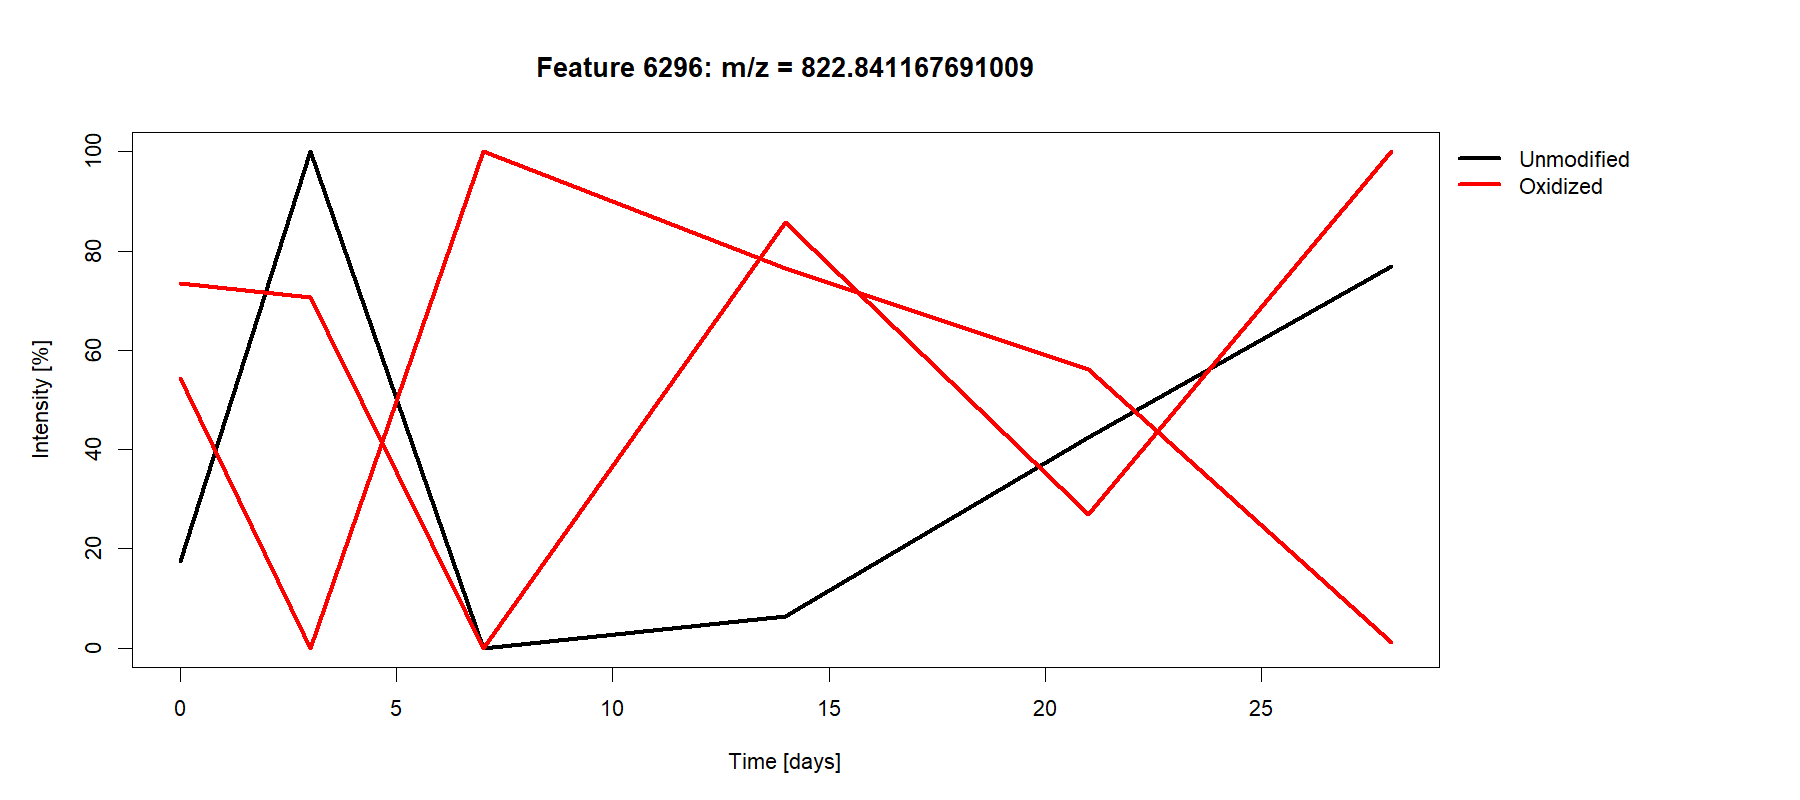 Feature 6296: m/z = 822.841167691009
Unmodified
Oxidized
Intensity [%]
100
80
60
40
20
0
0 5 10 15 20 25
Time [days]